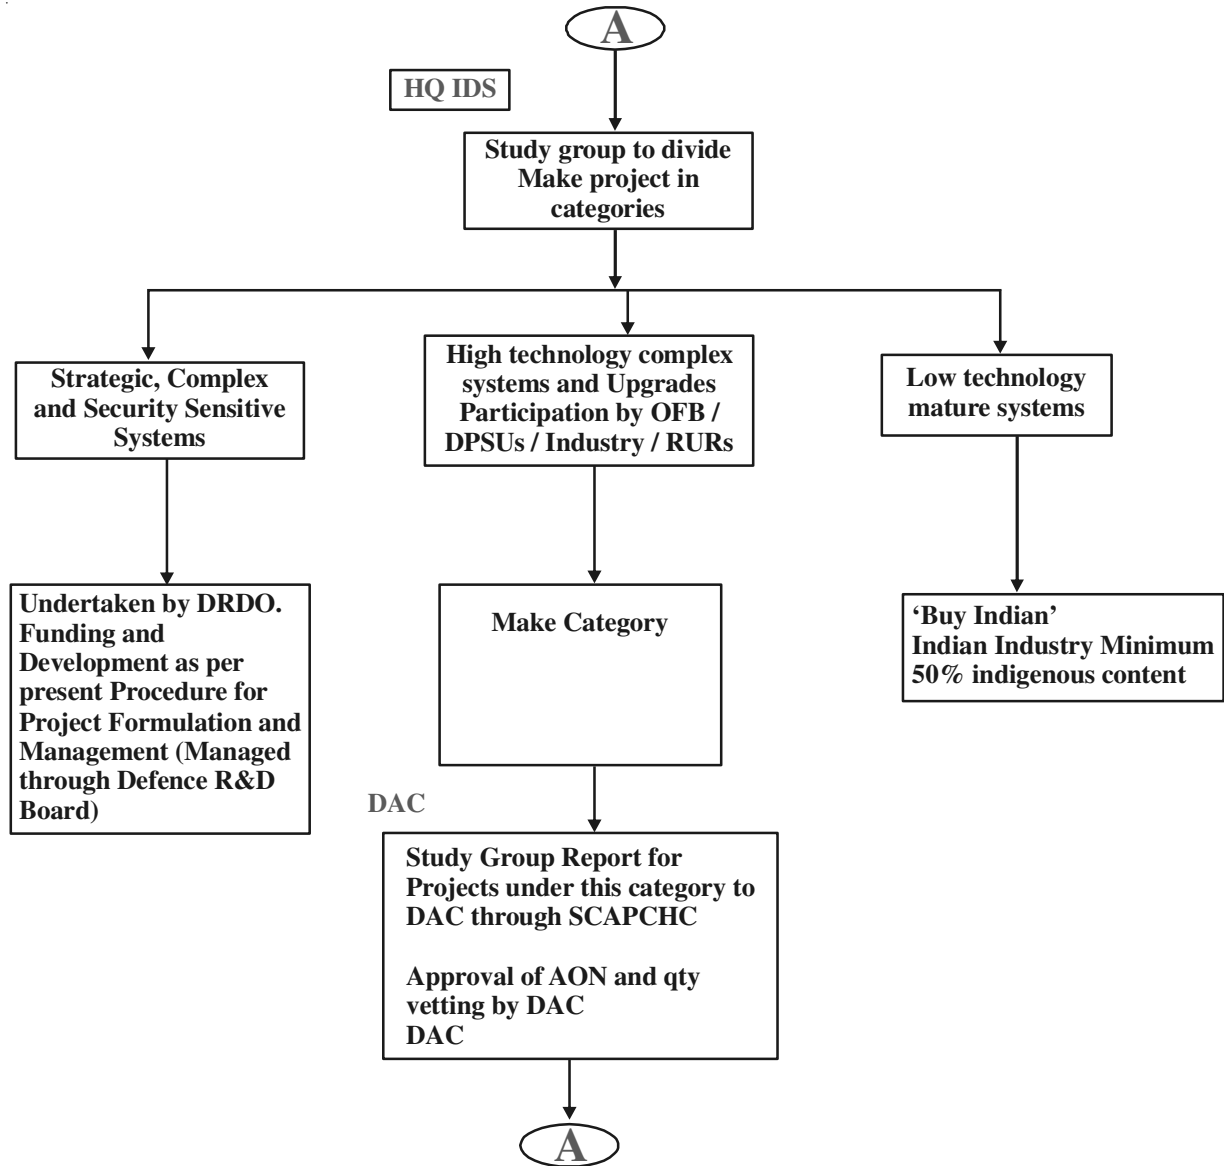 A
HQ IDS
Study group to divide
Make project in
categories
Strategic, Complex
and Security Sensitive
Systems
High technology complex
systems and Upgrades
Participation by OFB /
DPSUs / Industry / RURs
Low technology
mature systems
Undertaken by DRDO.
Funding and
Development as per
present Procedure for
Project Formulation and
Management (Managed
through Defence R&D
Board)
Make Category
‘Buy Indian’
Indian Industry Minimum
50% indigenous content
DAC
Study Group Report for
Projects under this category to
DAC through SCAPCHC
Approval of AON and qty
vetting by DAC
DAC
A